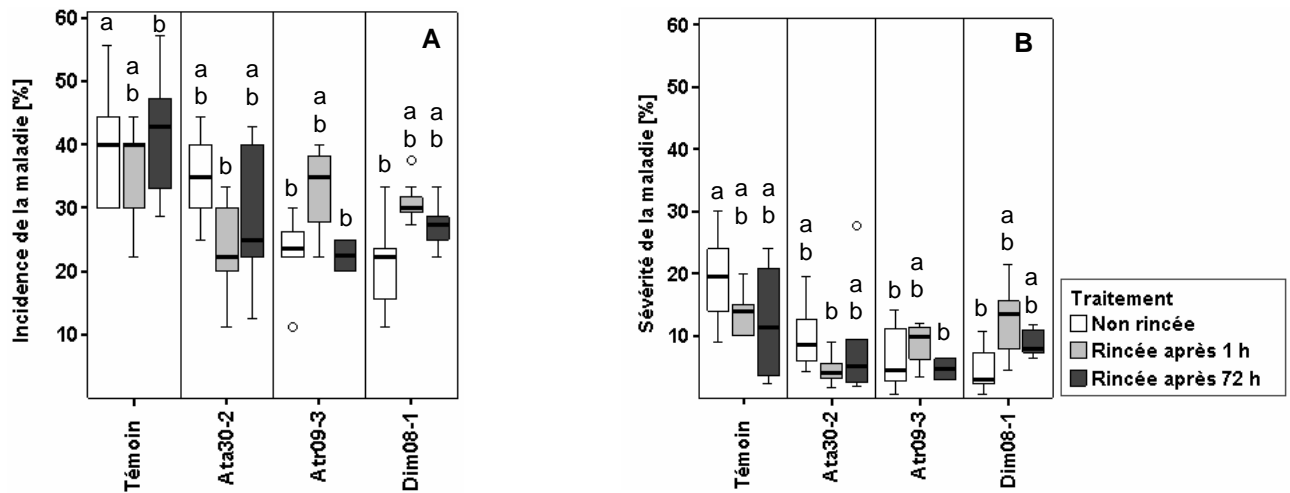 Incidence de la maladie [%]
60
50
40
30
20
10
a
a
b
b
a
b
b
a
b
b
a
b
b
b
a
b
a
b
A
Témoin
Ata30-2
Atr09-3
Dim08-1
Sévérité de la maladie [%]
60
50
40
30
20
10
a
a
b
a
b
a
b
b
a
b
b
a
b
b
b
a
b
a
b
B
Témoin
Ata30-2
Atr09-3
Dim08-1
Traitement
Non rincée
Rincée après 1 h
Rincée après 72 h